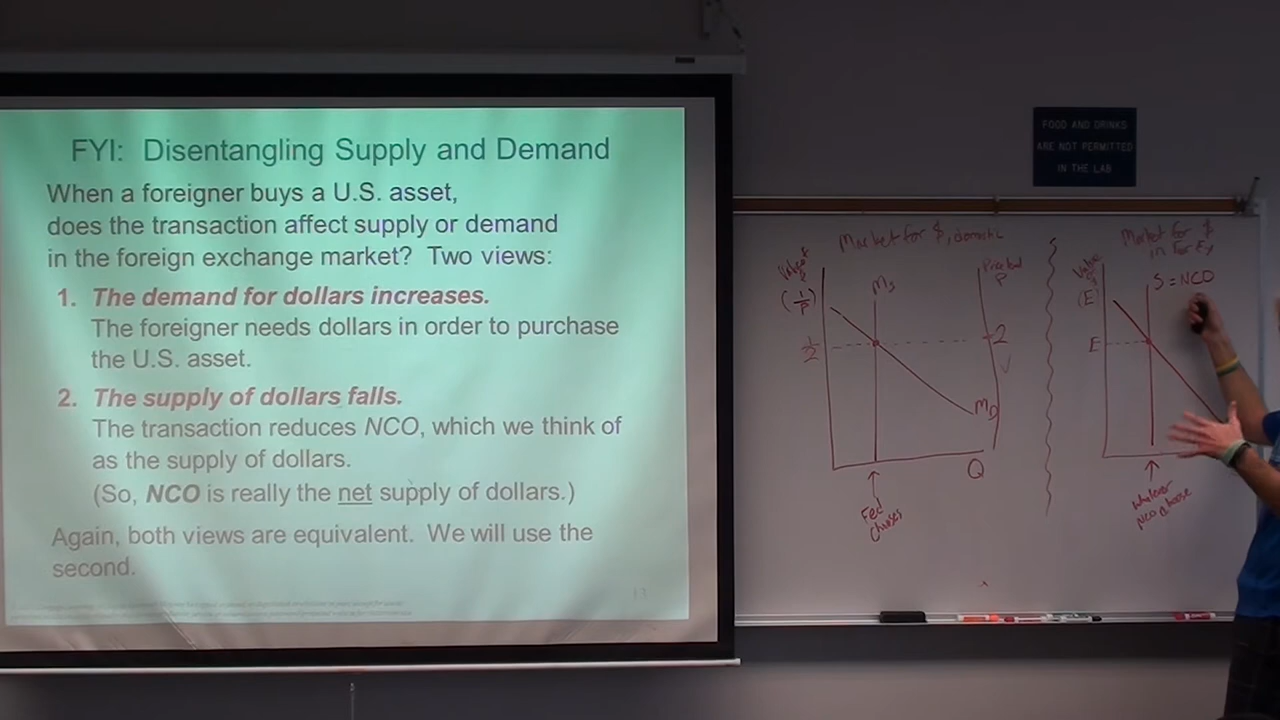 FYI: Disentangling Supply and Demand
When a foreigner buys a U.S. asset,
does the transaction affect supply or demand
in the foreign exchange market? Two views:
1. The demand for dollars increases.
The foreigner needs dollars in order to purchase
the U.S. asset.
2. The supply of dollars falls.
The transaction reduces NCO, which we think of
as the supply of dollars.
(So, NCO is really the net supply of dollars.)
Again, both views are equivalent. We will use the
second.
13
FOOD AND DRINKS
ARE NOT PERMITTED
IN THE LAB
Market for $, domestic
Value of
$
(1/P)
1/2
MS
MD
Price level
P
2
Q
Fed
chooses
Market for $
in for Ex
Value
(E)
E
S = NCO
whatever
NCO choose